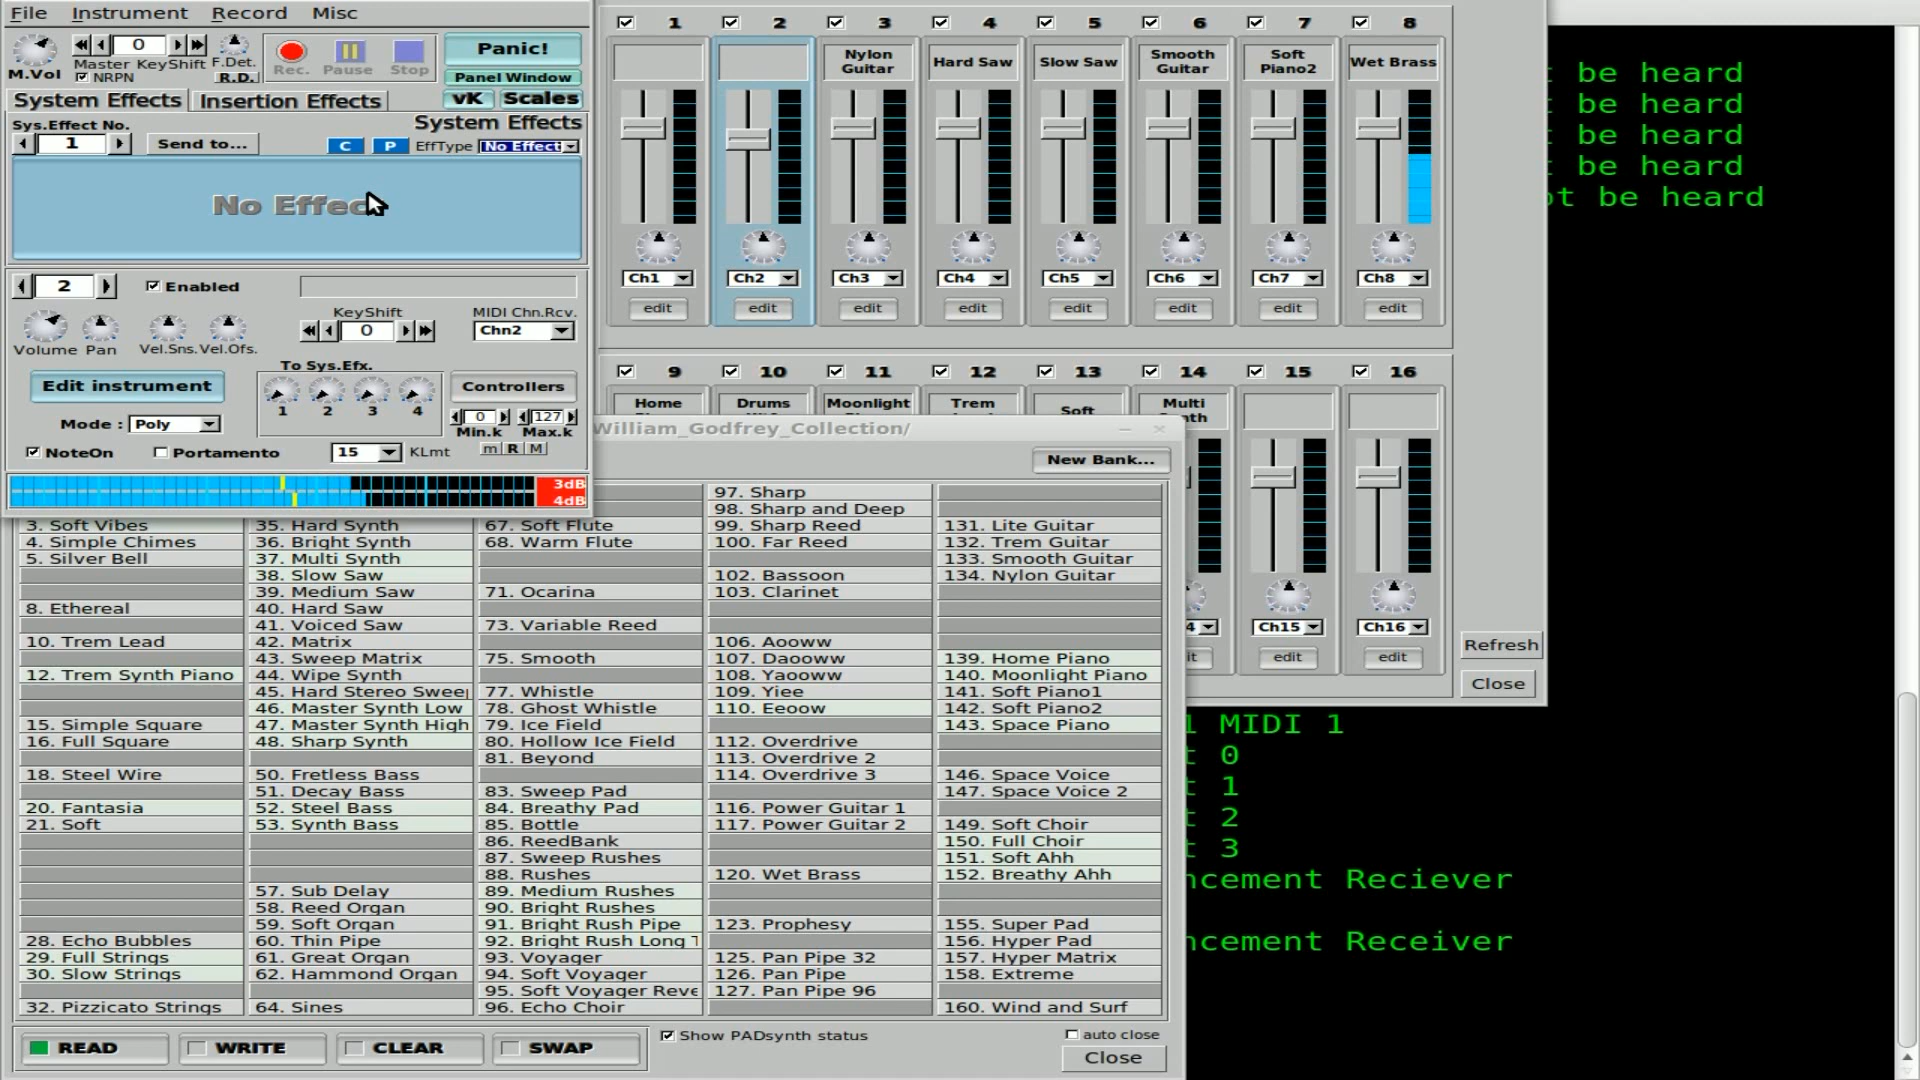 File Instrument Record Misc
M.Vol
0
Master KeyShift
NRPN
F.Det.
R.D.
Rec. Pause Stop
Panic!
Panel Window
vK Scales
System Effects Insertion Effects
Sys.Effect No.
1
Send to...
System Effects
C P EffType No Effect
No Effec
2
Enabled
Volume Pan Vel.Sns. Vel.Ofs.
KeyShift
0
MIDI Chn.Rcv.
Chn2
Edit instrument
To Sys.Efx.
1 2 3 4
Controllers
0 127
Min.k Max.k
Mode : Poly
NoteOn Portamento 15 KLmt m R M
3dB
4dB
1 2 3 4 5 6 7 8
Nylon Guitar
Hard Saw
Slow Saw
Smooth Guitar
Soft Piano2
Wet Brass
Ch1 Ch2 Ch3 Ch4 Ch5 Ch6 Ch7 Ch8
edit edit edit edit edit edit edit edit
9 10 11 12 13 14 15 16
Home
Drums
Moonlight
Trem
Soft
Multi
4 Ch15 Ch16
it edit edit
Refresh
Close
William_Godfrey_Collection/
New Bank...
3. Soft Vibes
4. Simple Chimes
5. Silver Bell
8. Ethereal
10. Trem Lead
12. Trem Synth Piano
15. Simple Square
16. Full Square
18. Steel Wire
20. Fantasia
21. Soft
28. Echo Bubbles
29. Full Strings
30. Slow Strings
32. Pizzicato Strings
35. Hard Synth
36. Bright Synth
37. Multi Synth
38. Slow Saw
39. Medium Saw
40. Hard Saw
41. Voiced Saw
42. Matrix
43. Sweep Matrix
44. Wipe Synth
45. Hard Stereo Sweep
46. Master Synth Low
47. Master Synth High
48. Sharp Synth
50. Fretless Bass
51. Decay Bass
52. Steel Bass
53. Synth Bass
57. Sub Delay
58. Reed Organ
59. Soft Organ
60. Thin Pipe
61. Great Organ
62. Hammond Organ
64. Sines
67. Soft Flute
68. Warm Flute
71. Ocarina
73. Variable Reed
75. Smooth
77. Whistle
78. Ghost Whistle
79. Ice Field
80. Hollow Ice Field
81. Beyond
83. Sweep Pad
84. Breathy Pad
85. Bottle
86. ReedBank
87. Sweep Rushes
88. Rushes
89. Medium Rushes
90. Bright Rushes
91. Bright Rush Pipe
92. Bright Rush Long T
93. Voyager
94. Soft Voyager
95. Soft Voyager Reve
96. Echo Choir
97. Sharp
98. Sharp and Deep
99. Sharp Reed
100. Far Reed
102. Bassoon
103. Clarinet
106. Aooww
107. Daooww
108. Yaooww
109. Yiee
110. Eeoow
112. Overdrive
113. Overdrive 2
114. Overdrive 3
116. Power Guitar 1
117. Power Guitar 2
120. Wet Brass
123. Prophesy
125. Pan Pipe 32
126. Pan Pipe
127. Pan Pipe 96
131. Lite Guitar
132. Trem Guitar
133. Smooth Guitar
134. Nylon Guitar
139. Home Piano
140. Moonlight Piano
141. Soft Piano1
142. Soft Piano2
143. Space Piano
146. Space Voice
147. Space Voice 2
149. Soft Choir
150. Full Choir
151. Soft Ahh
152. Breathy Ahh
155. Super Pad
156. Hyper Pad
157. Hyper Matrix
158. Extreme
160. Wind and Surf
READ WRITE CLEAR SWAP
Show PADsynth status
auto close
Close
t be heard
t be heard
t be heard
t be heard
ot be heard
1 MIDI 1
t 0
t 1
t 2
t 3
ncement Reciever
ncement Receiver